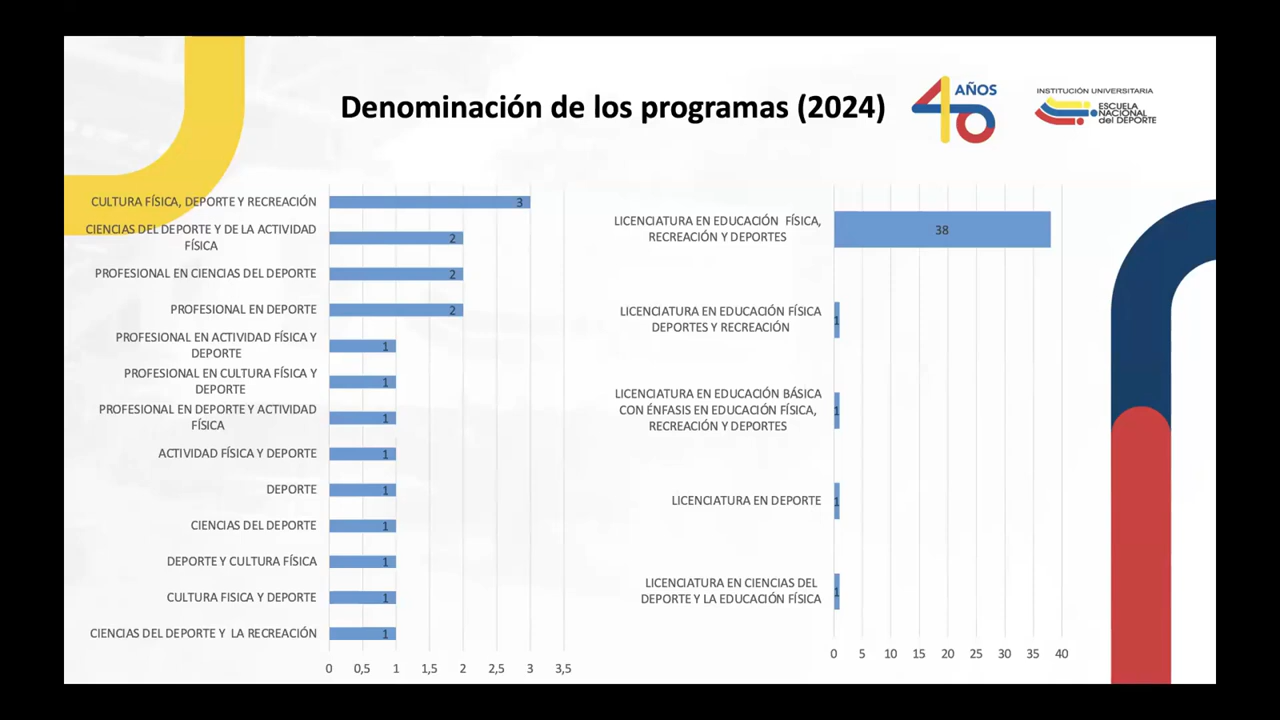 Denominación de los programas (2024)
40 AÑOS
INSTITUCIÓN UNIVERSITARIA
ESCUELA
NACIONAL
del DEPORTE
CULTURA FÍSICA, DEPORTE Y RECREACIÓN
3
CIENCIAS DEL DEPORTE Y DE LA ACTIVIDAD
FÍSICA
2
PROFESIONAL EN CIENCIAS DEL DEPORTE
2
PROFESIONAL EN DEPORTE
2
PROFESIONAL EN ACTIVIDAD FÍSICA Y
DEPORTE
1
PROFESIONAL EN CULTURA FÍSICA Y
DEPORTE
1
PROFESIONAL EN DEPORTE Y ACTIVIDAD
FÍSICA
1
ACTIVIDAD FÍSICA Y DEPORTE
1
DEPORTE
1
CIENCIAS DEL DEPORTE
1
DEPORTE Y CULTURA FÍSICA
1
CULTURA FISICA Y DEPORTE
1
CIENCIAS DEL DEPORTE Y LA RECREACIÓN
1
0 0,5 1 1,5 2 2,5 3 3,5
LICENCIATURA EN EDUCACIÓN FÍSICA,
RECREACIÓN Y DEPORTES
38
LICENCIATURA EN EDUCACIÓN FÍSICA
DEPORTES Y RECREACIÓN
1
LICENCIATURA EN EDUCACIÓN BÁSICA
CON ÉNFASIS EN EDUCACIÓN FÍSICA,
RECREACIÓN Y DEPORTES
1
LICENCIATURA EN DEPORTE
1
LICENCIATURA EN CIENCIAS DEL
DEPORTE Y LA EDUCACIÓN FÍSICA
1
0 5 10 15 20 25 30 35 40